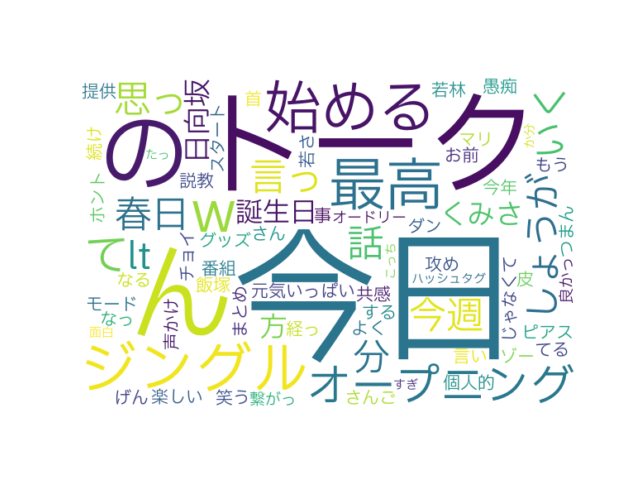 提供
思っ
日向坂
首
始める
若林
愚痴
しいく
続け
たっ
のトーク
スタート
若さ
マリ
お前
か分
もう
ホント
説教
言っ
最高
今年
つまん
春日
w
誕生日
事
オードリー
ダン
くみさ
しょうが
て
lt
チョイ
グッズ
さん
話
こっち
攻め
ハッシュタグ
じゃなくて
良かっ
なる
番組
飯塚
ん
今日
元気いっぱい
共感
今週
皮
モード
なっ
声かけ
まとめ
方
経っ
する
よく
分
言い
ゾー
ピアス
てる
面白
ジングル
オープニング
すぎ
個人的
げん
楽しい
笑う
繋がっ
さんご